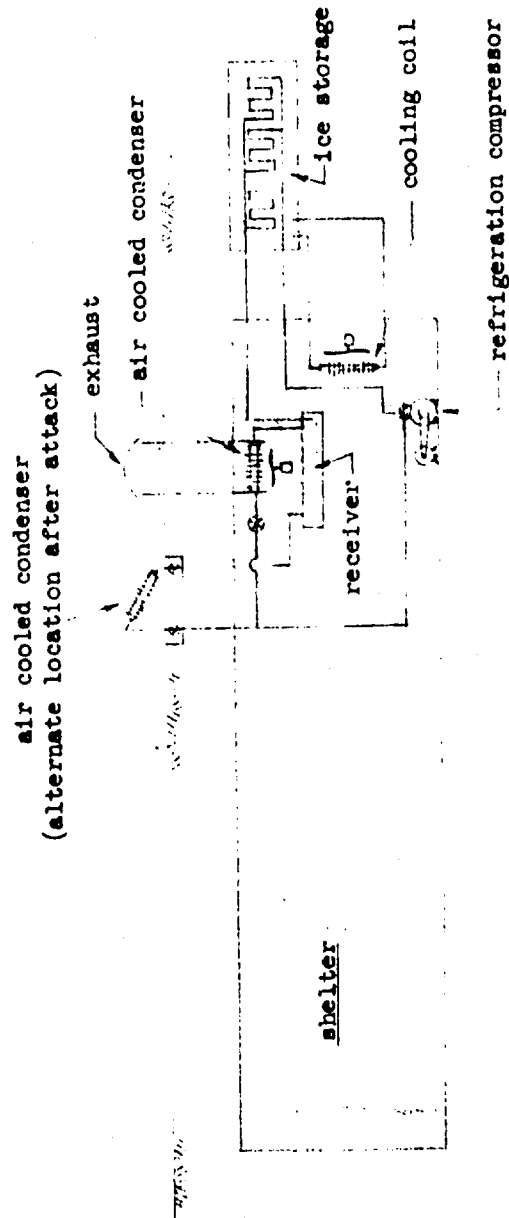 air cooled condenser
(alternate location after attack)
exhaust
air cooled condenser
ice storage
cooling coil
refrigeration compressor
receiver
shelter